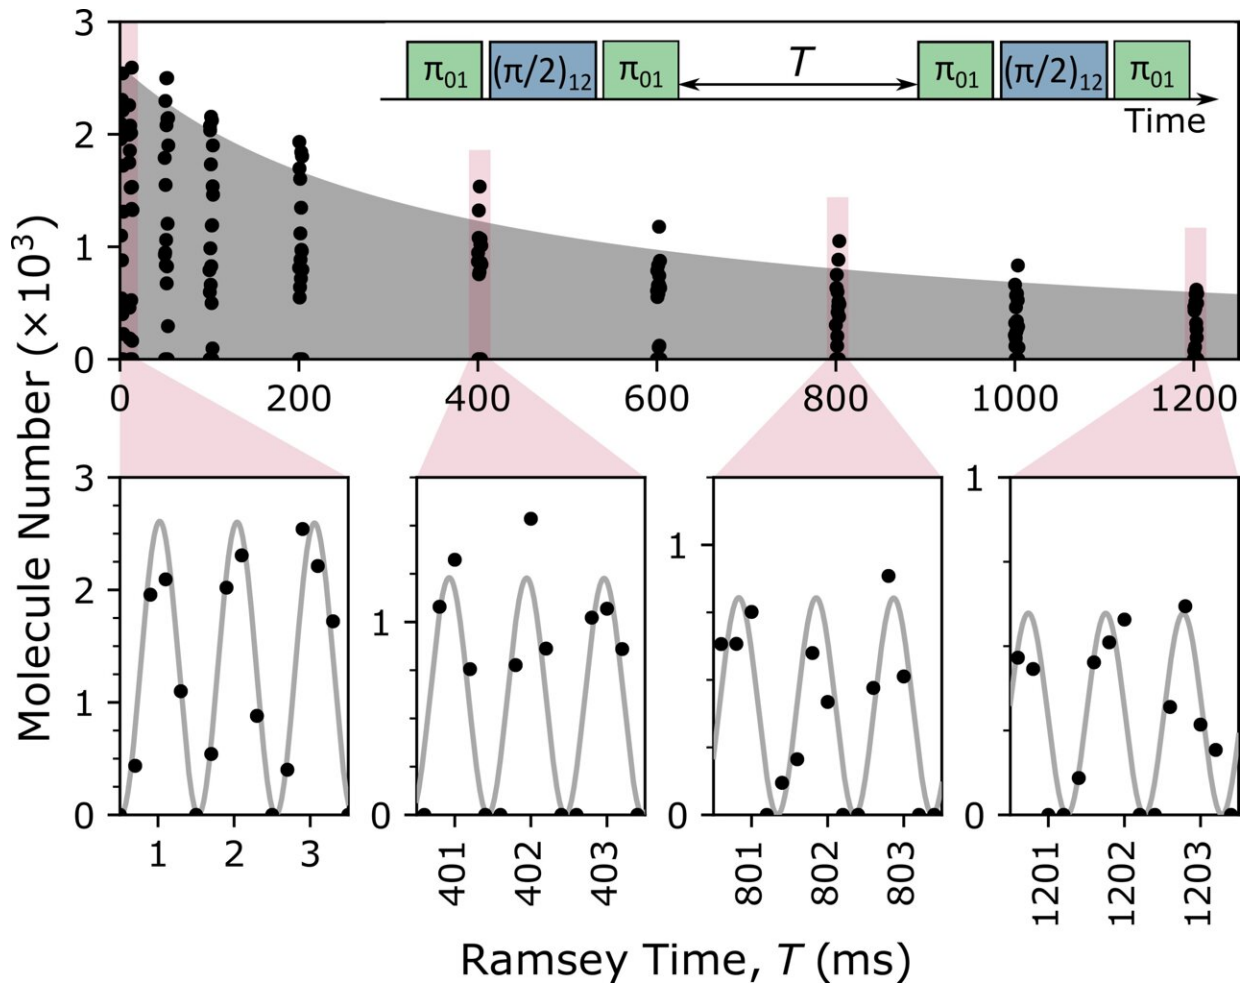 π01 (π/2)12 π01 T π01 (π/2)12 π01
Time
Molecule Number (×10³)
3
2
1
0
0 200 400 600 800 1000 1200
3
2
1
0
1 2 3
1
0
401 402 403
1
0
801 802 803
1
0
1201 1202 1203
Ramsey Time, T (ms)